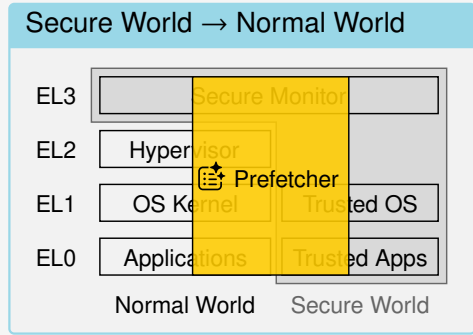 Secure World → Normal World
EL3 Secure Monitor
EL2 Hypervisor
Prefetcher
EL1 OS Kernel Trusted OS
EL0 Applications Trusted Apps
Normal World Secure World